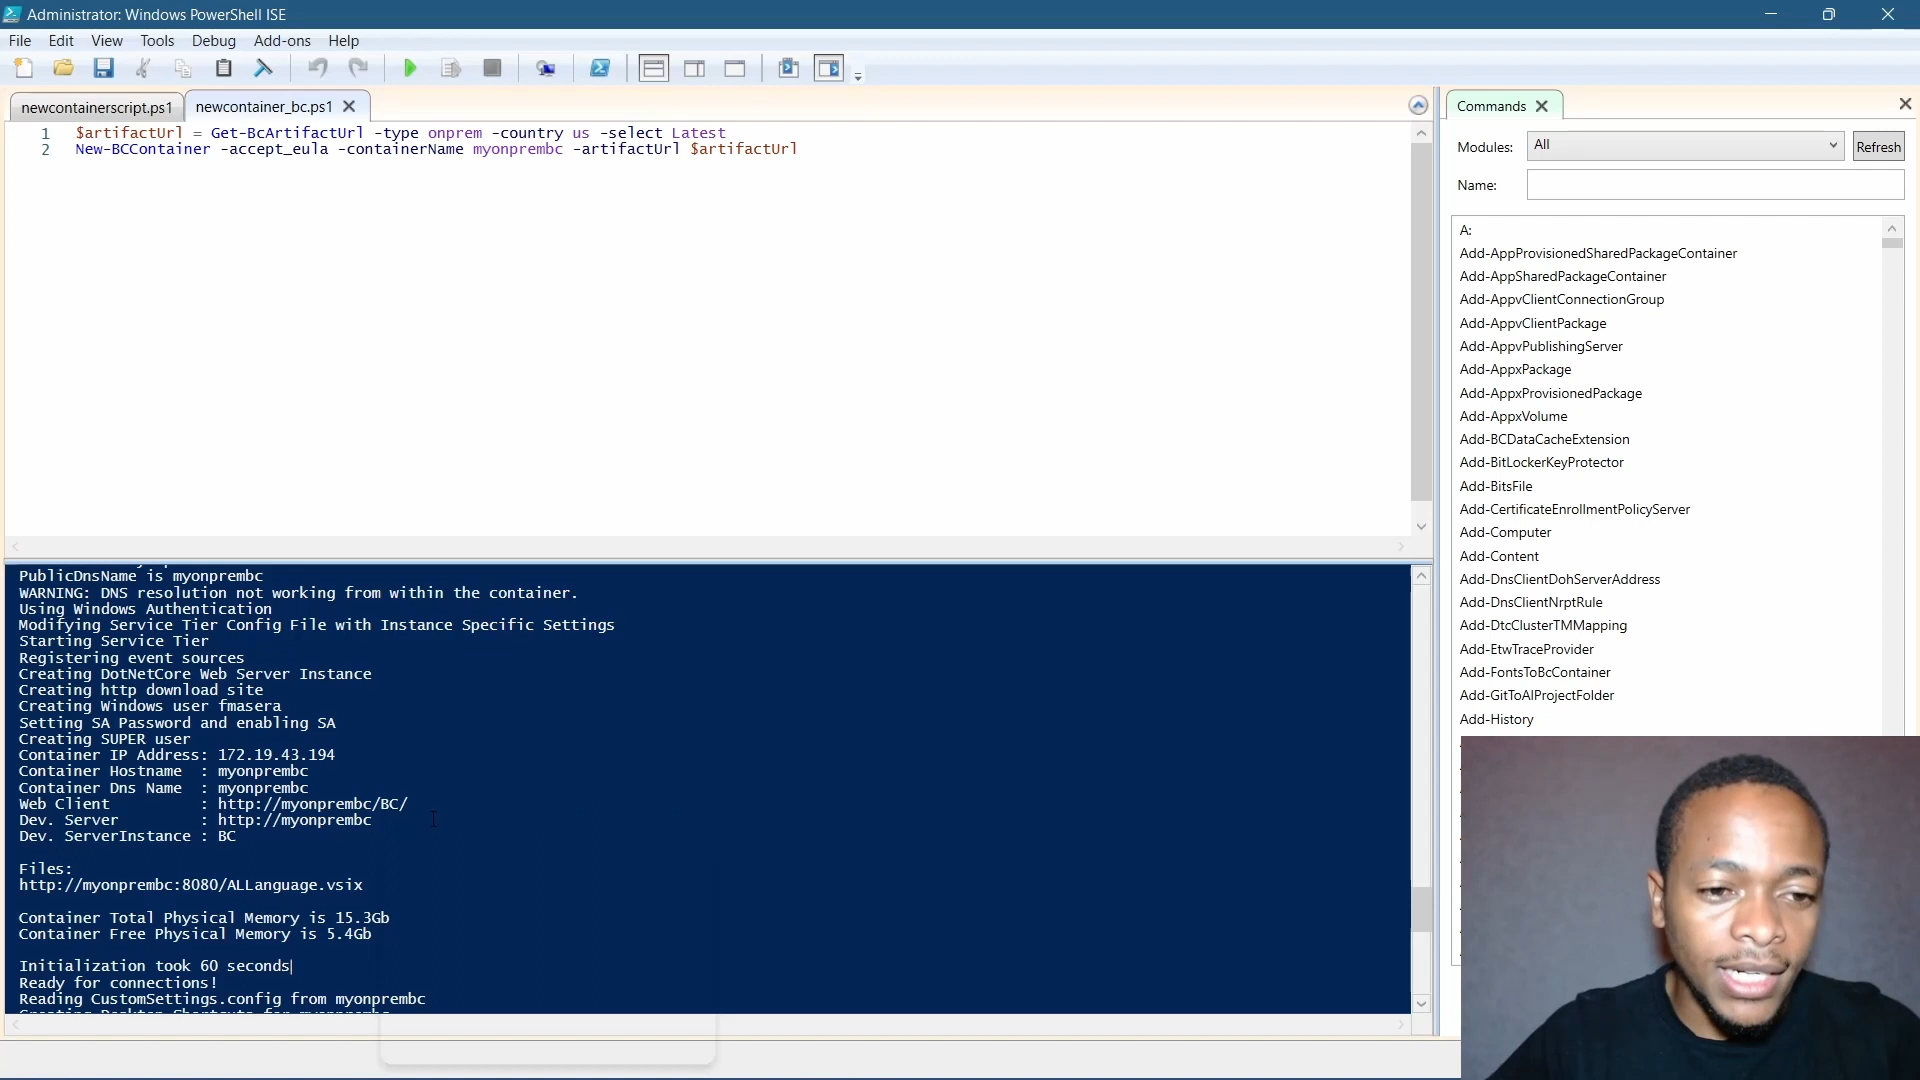 Administrator: Windows PowerShell ISE
File Edit View Tools Debug Add-ons Help
newcontainerscript.ps1 newcontainer_bc.ps1
1 $artifactUrl = Get-BcArtifactUrl -type onprem -country us -select Latest
2 New-BCContainer -accept_eula -containerName myonprembc -artifactUrl $artifactUrl
PublicDnsName is myonprembc
WARNING: DNS resolution not working from within the container.
Using Windows Authentication
Modifying Service Tier Config File with Instance Specific Settings
Starting Service Tier
Registering event sources
Creating DotNetCore Web Server Instance
Creating http download site
Creating Windows user fmasera
Setting SA Password and enabling SA
Creating SUPER user
Container IP Address: 172.19.43.194
Container Hostname : myonprembc
Container Dns Name : myonprembc
Web Client : http://myonprembc/BC/
Dev. Server : http://myonprembc
Dev. ServerInstance : BC
Files:
http://myonprembc:8080/ALLanguage.vsix
Container Total Physical Memory is 15.3Gb
Container Free Physical Memory is 5.4Gb
Initialization took 60 seconds
Ready for connections!
Reading CustomSettings.config from myonprembc
Commands
Modules: All Refresh
Name:
A:
Add-AppProvisionedSharedPackageContainer
Add-AppSharedPackageContainer
Add-AppvClientConnectionGroup
Add-AppvClientPackage
Add-AppvPublishingServer
Add-AppxPackage
Add-AppxProvisionedPackage
Add-AppxVolume
Add-BCDataCacheExtension
Add-BitLockerKeyProtector
Add-BitsFile
Add-CertificateEnrollmentPolicyServer
Add-Computer
Add-Content
Add-DnsClientDohServerAddress
Add-DnsClientNrptRule
Add-DtcClusterTMMapping
Add-EtwTraceProvider
Add-FontsToBcContainer
Add-GitToAlProjectFolder
Add-History